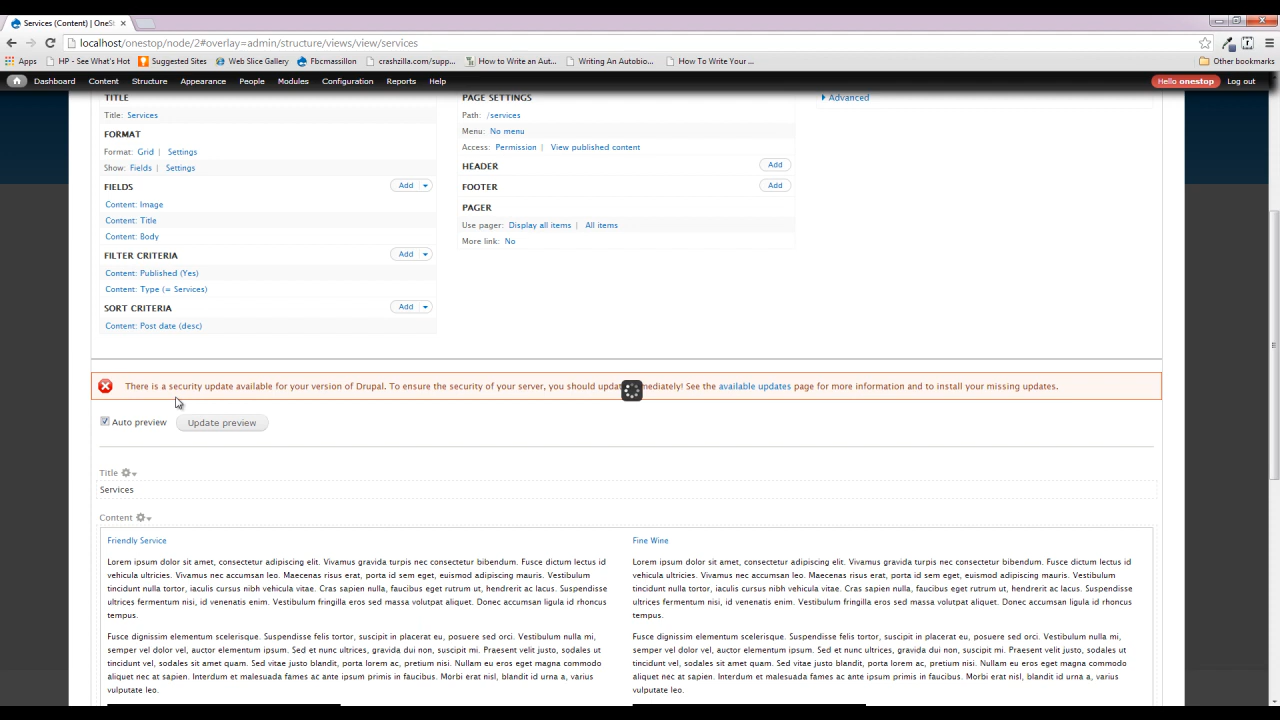 Services (Content) | OneSt
localhost/onestop/node/2#overlay=admin/structure/views/view/services
Apps HP - See What's Hot Suggested Sites Web Slice Gallery Fbcmassillon crashzilla.com/supp... How to Write an Aut... Writing An Autobio... How To Write Your ... Other bookmarks
Dashboard Content Structure Appearance People Modules Configuration Reports Help Hello onestop Log out
TITLE
Title: Services
FORMAT
Format: Grid | Settings
Show: Fields | Settings
FIELDS Add
Content: Image
Content: Title
Content: Body
FILTER CRITERIA Add
Content: Published (Yes)
Content: Type (= Services)
SORT CRITERIA Add
Content: Post date (desc)
PAGE SETTINGS
Path: /services
Menu: No menu
Access: Permission | View published content
HEADER Add
FOOTER Add
PAGER
Use pager: Display all items | All items
More link: No
Advanced
There is a security update available for your version of Drupal. To ensure the security of your server, you should updat mediately! See the available updates page for more information and to install your missing updates.
Auto preview Update preview
Title
Services
Content
Friendly Service
Lorem ipsum dolor sit amet, consectetur adipiscing elit. Vivamus gravida turpis nec consectetur bibendum. Fusce dictum lectus id
vehicula ultricies. Vivamus nec accumsan leo. Maecenas risus erat, porta id sem eget, euismod adipiscing mauris. Vestibulum
tincidunt nulla tortor, iaculis cursus nibh vehicula ut. Cras sapien nulla, faucibus eget rutrum ut, hendrerit ac lacus. Suspendisse
ultrices fermentum nisi, id venenatis enim. Vestibulum fringilla eros sed massa volutpat aliquet. Donec accumsan ligula id rhoncus
tempus.
Fusce dignissim elementum scelerisque. Suspendisse felis tortor, suscipit in placerat eu, posuere sed orci. Vestibulum nulla mi,
semper vel dolor vel, auctor elementum ipsum. Sed et nunc ultrices, gravida dui non, suscipit mi. Praesent velit justo, sodales ut
tincidunt vel, sodales sit amet dui. Sed vitae justo blandit, porta lorem ac, pretium nisi. Nullam eu eros eget magna commodo
aliquet nec at sapien. Interdum et malesuada fames ac ante ipsum primis in faucibus. Morbi erat nisl, blandit id urna a, varius
vulputate leo.
Fine Wine
Lorem ipsum dolor sit amet, consectetur adipiscing elit. Vivamus gravida turpis nec consectetur bibendum. Fusce dictum lectus id
vehicula ultricies. Vivamus nec accumsan leo. Maecenas risus erat, porta id sem eget, euismod adipiscing mauris. Vestibulum
tincidunt nulla tortor, iaculis cursus nibh vehicula ut. Cras sapien nulla, faucibus eget rutrum ut, hendrerit ac lacus. Suspendisse
ultrices fermentum nisi, id venenatis enim. Vestibulum fringilla eros sed massa volutpat aliquet. Donec accumsan ligula id rhoncus
tempus.
Fusce dignissim elementum scelerisque. Suspendisse felis tortor, suscipit in placerat eu, posuere sed orci. Vestibulum nulla mi,
semper vel dolor vel, auctor elementum ipsum. Sed et nunc ultrices, gravida dui non, suscipit mi. Praesent velit justo, sodales ut
tincidunt vel, sodales sit amet dui. Sed vitae justo blandit, porta lorem ac, pretium nisi. Nullam eu eros eget magna commodo
aliquet nec at sapien. Interdum et malesuada fames ac ante ipsum primis in faucibus. Morbi erat nisl, blandit id urna a, varius
vulputate leo.